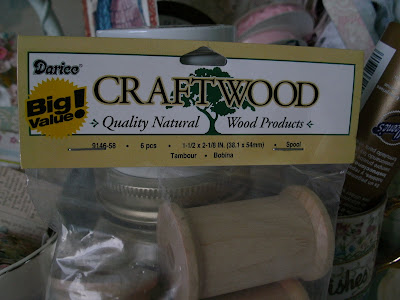 Darice
CRAFTWOOD
Big
Value!
Quality Natural Wood Products
9146-58 • 6 pcs • 1-1/2 x 2-1/8 IN. (38,1 x 54mm) • Spool
Tambour • Bobina